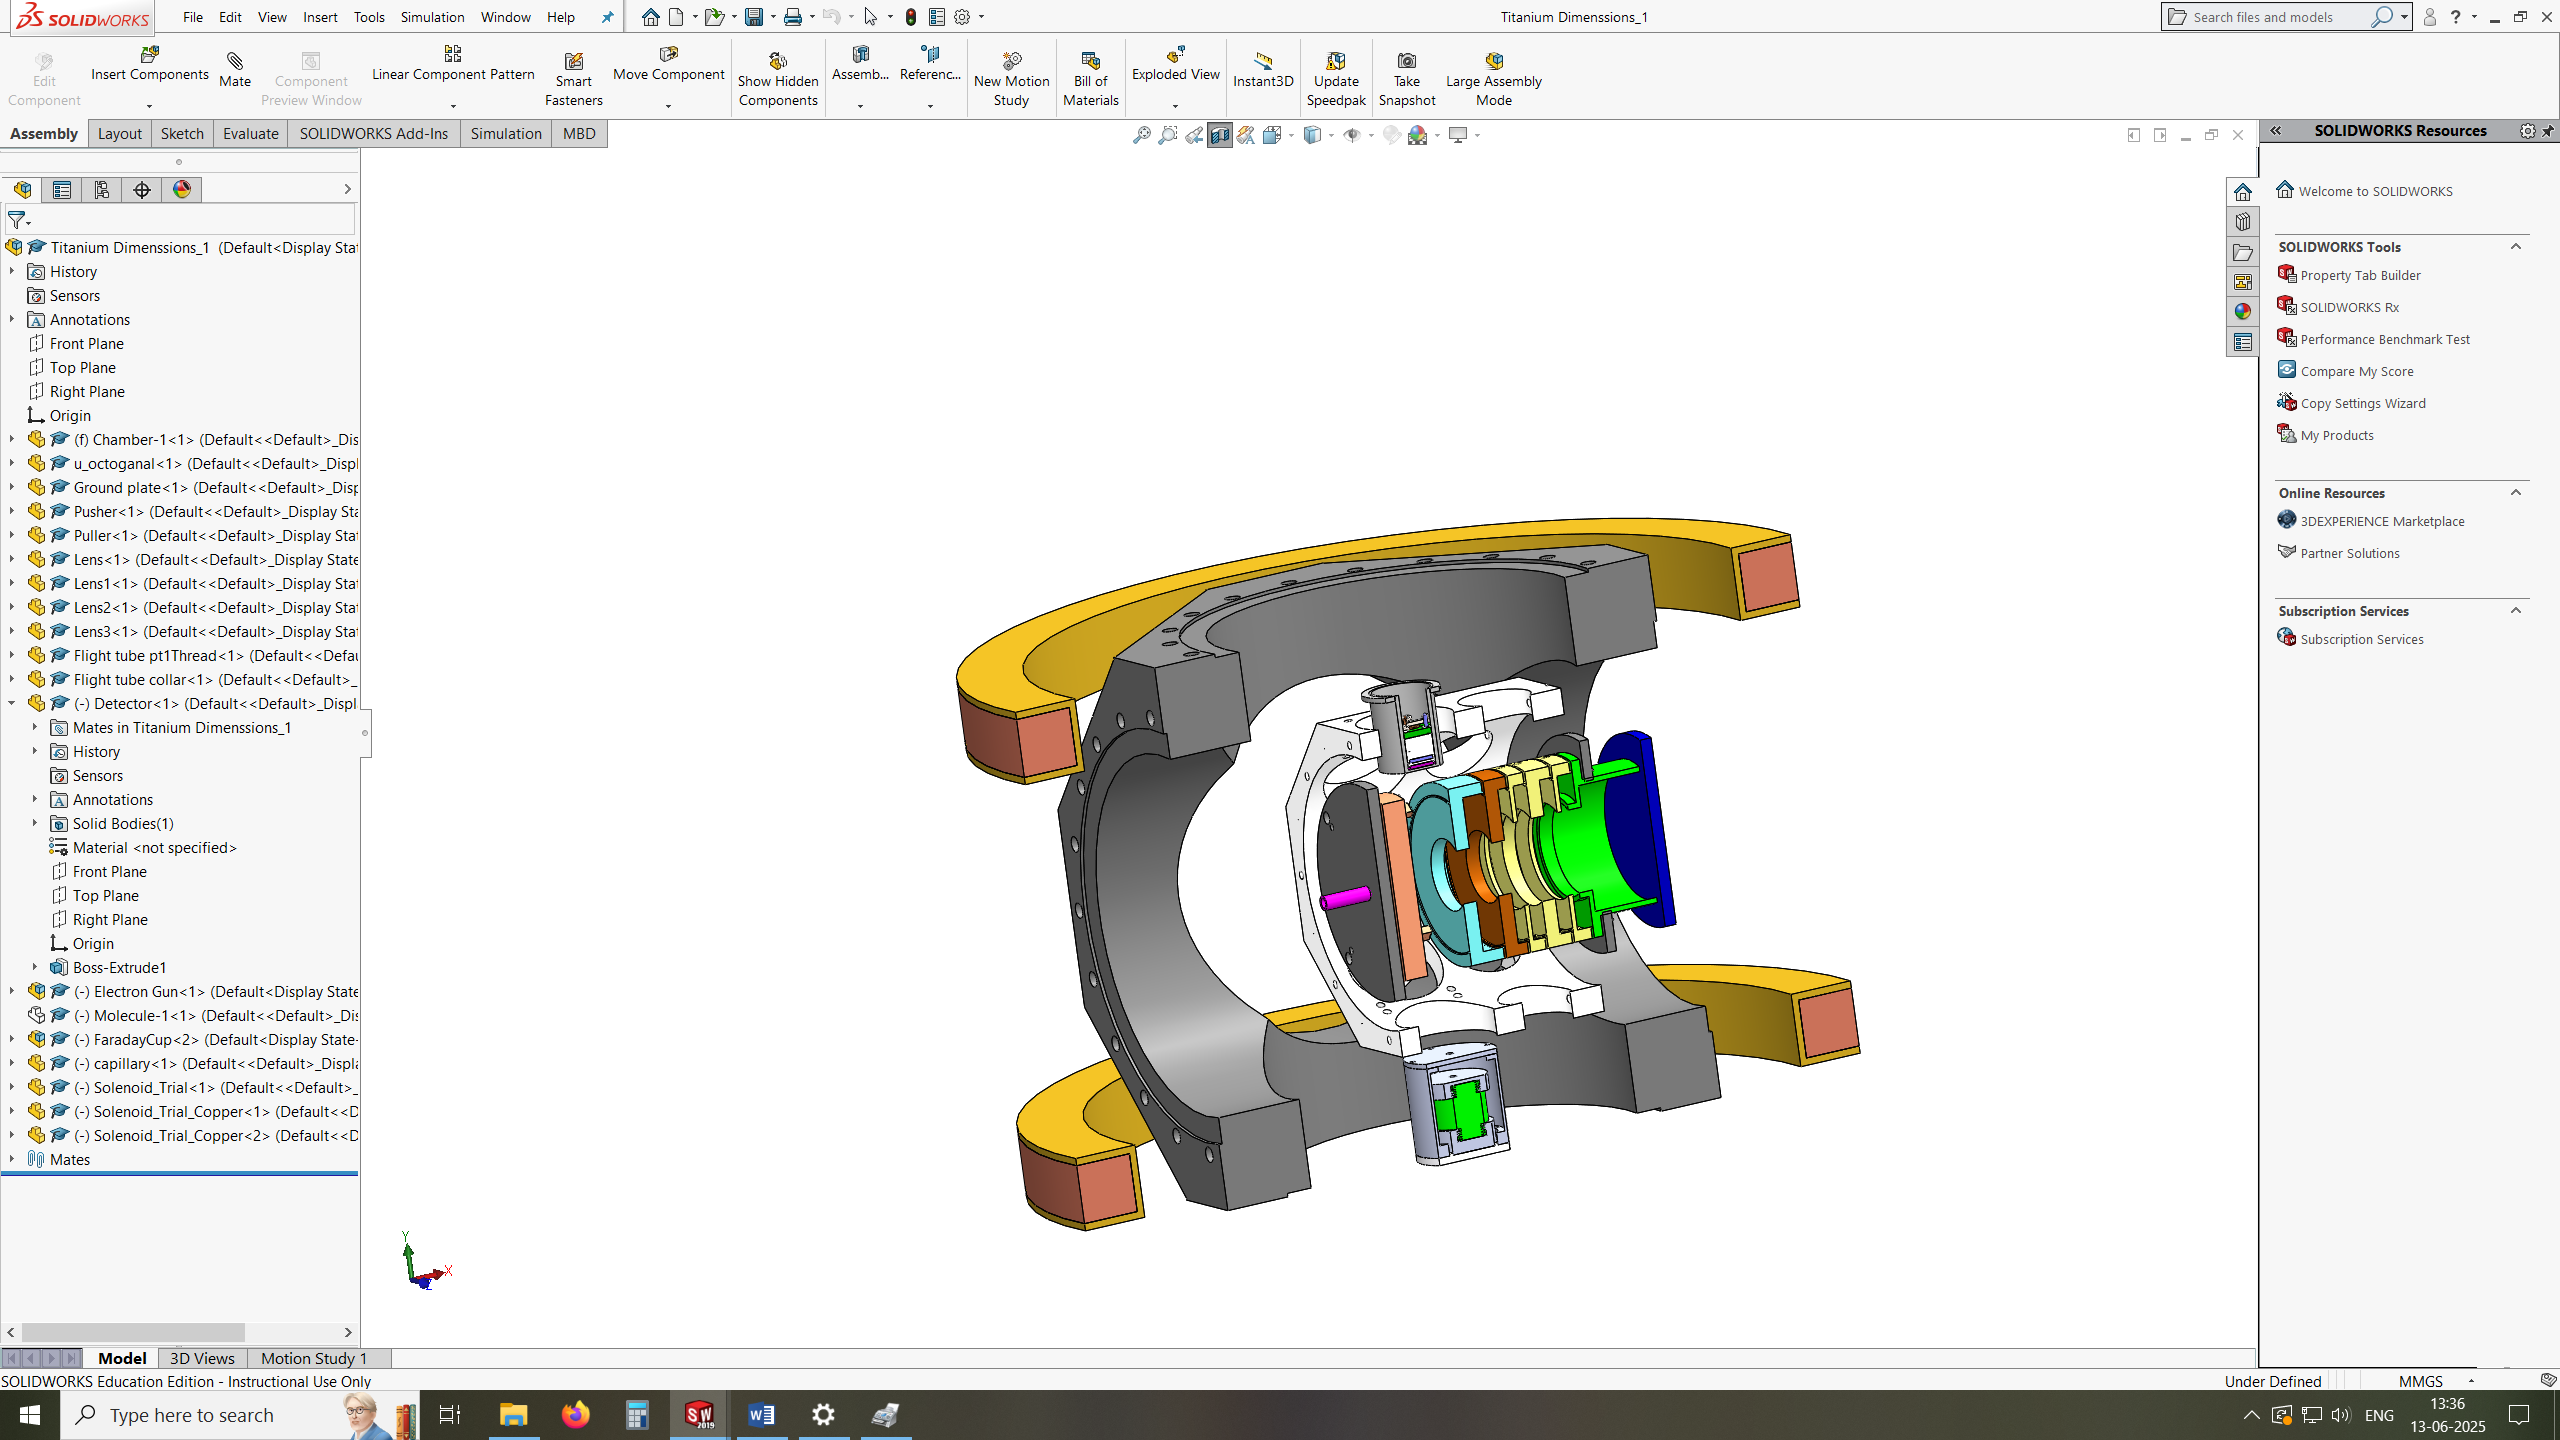 SOLIDWORKS File Edit View Insert Tools Simulation Window Help Titanium Dimenssions_1 Search files and models
Edit Component
Insert Components
Mate
Component Preview Window
Linear Component Pattern
Smart Fasteners
Move Component
Show Hidden Components
Assemb...
Referenc...
New Motion Study
Bill of Materials
Exploded View
Instant3D
Update Speedpak
Take Snapshot
Large Assembly Mode
Assembly Layout Sketch Evaluate SOLIDWORKS Add-Ins Simulation MBD
Titanium Dimenssions_1 (Default<Display Sta
History
Sensors
Annotations
Front Plane
Top Plane
Right Plane
Origin
(f) Chamber-1<1> (Default<<Default>_Dis
u_octoganal<1> (Default<<Default>_Displ
Ground plate<1> (Default<<Default>_Disp
Pusher<1> (Default<<Default>_Display Sta
Puller<1> (Default<<Default>_Display Stat
Lens<1> (Default<<Default>_Display State
Lens1<1> (Default<<Default>_Display Stat
Lens2<1> (Default<<Default>_Display Stat
Lens3<1> (Default<<Default>_Display Stat
Flight tube pt1Thread<1> (Default<<Defau
Flight tube collar<1> (Default<<Default>_
(-) Detector<1> (Default<<Default>_Displ
Mates in Titanium Dimenssions_1
History
Sensors
Annotations
Solid Bodies(1)
Material <not specified>
Front Plane
Top Plane
Right Plane
Origin
Boss-Extrude1
(-) Electron Gun<1> (Default<Display State
(-) Molecule-1<1> (Default<<Default>_Dis
(-) FaradayCup<2> (Default<Display State-
(-) capillary<1> (Default<<Default>_Displa
(-) Solenoid_Trial<1> (Default<<Default>_
(-) Solenoid_Trial_Copper<1> (Default<<D
(-) Solenoid_Trial_Copper<2> (Default<<D
Mates
Y
X
Z
SOLIDWORKS Resources
Welcome to SOLIDWORKS
SOLIDWORKS Tools
Property Tab Builder
SOLIDWORKS Rx
Performance Benchmark Test
Compare My Score
Copy Settings Wizard
My Products
Online Resources
3DEXPERIENCE Marketplace
Partner Solutions
Subscription Services
Subscription Services
Model 3D Views Motion Study 1
SOLIDWORKS Education Edition - Instructional Use Only Under Defined MMGS
Type here to search ENG 13:36
13-06-2025